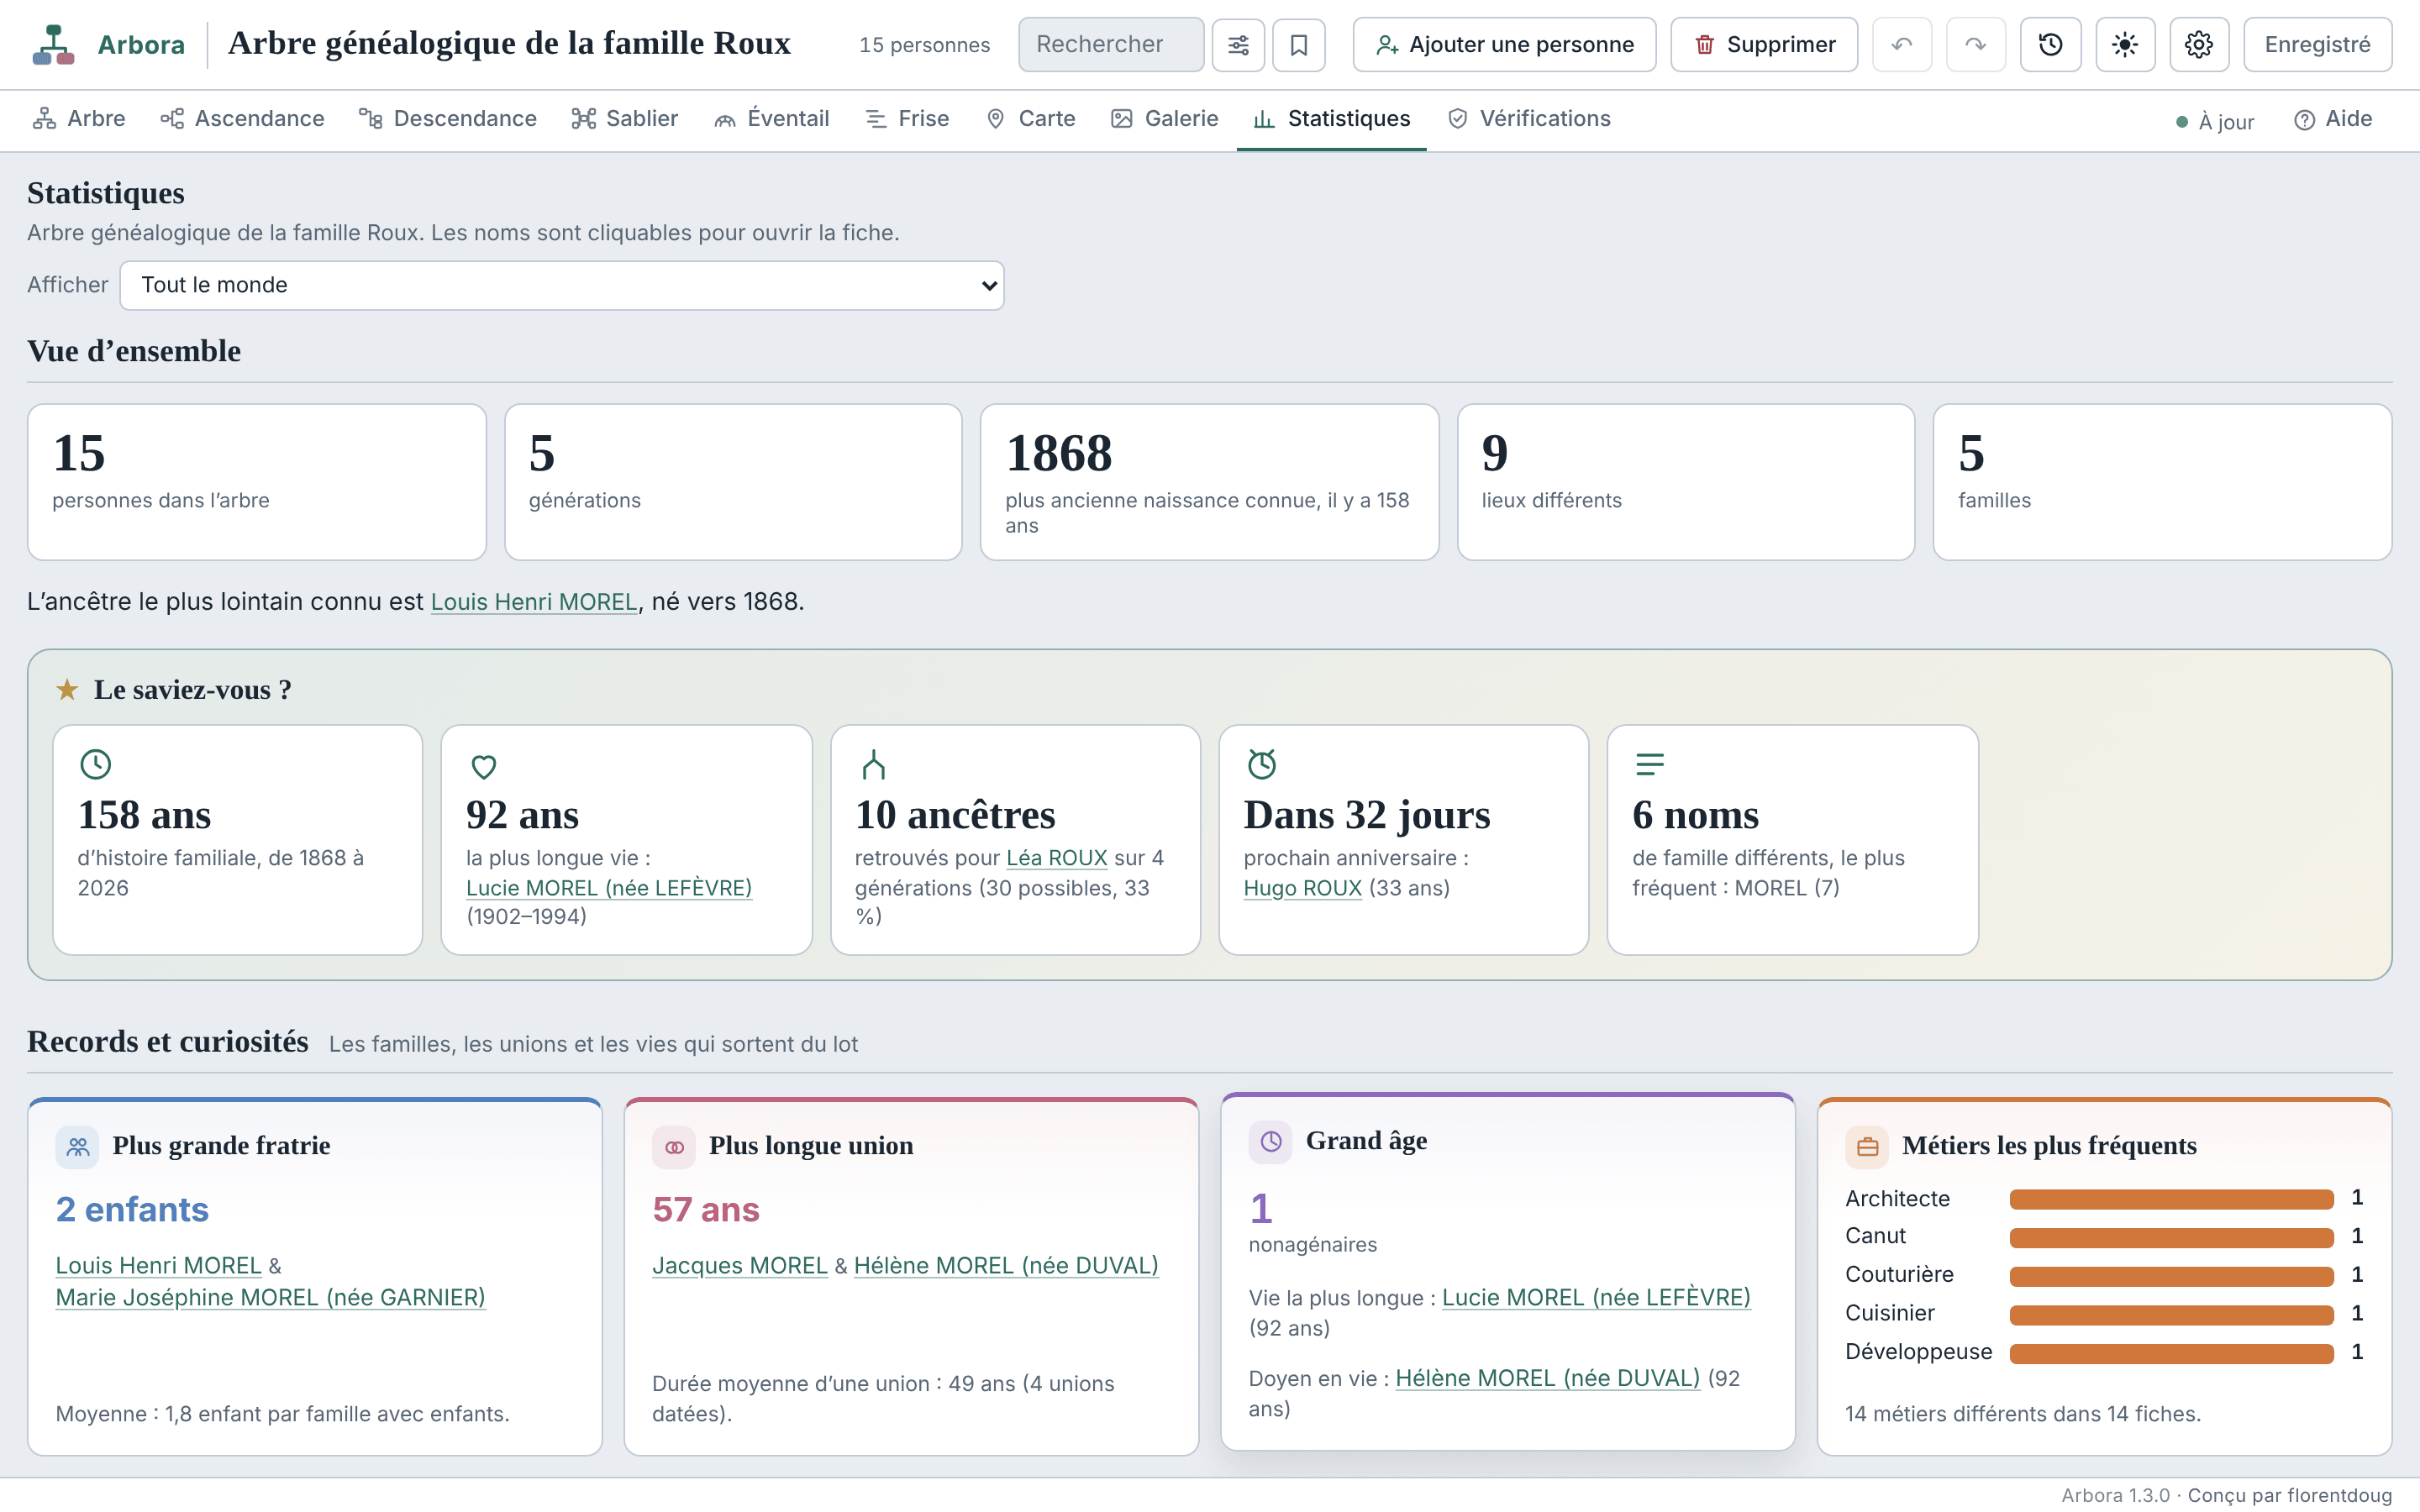 Arbora
Arbre généalogique de la famille Roux
15 personnes
Rechercher
Ajouter une personne
Supprimer
Enregistré
Arbre
Ascendance
Descendance
Sablier
Éventail
Frise
Carte
Galerie
Statistiques
Vérifications
À jour
Aide
Statistiques
Arbre généalogique de la famille Roux. Les noms sont cliquables pour ouvrir la fiche.
Afficher
Tout le monde
Vue d’ensemble
15
personnes dans l’arbre
5
générations
1868
plus ancienne naissance connue, il y a 158
ans
9
lieux différents
5
familles
L’ancêtre le plus lointain connu est Louis Henri MOREL, né vers 1868.
★ Le saviez-vous ?
158 ans
d’histoire familiale, de 1868 à
2026
92 ans
la plus longue vie :
Lucie MOREL (née LEFÈVRE)
(1902–1994)
10 ancêtres
retrouvés pour Léa ROUX sur 4
générations (30 possibles, 33
%)
Dans 32 jours
prochain anniversaire :
Hugo ROUX (33 ans)
6 noms
de famille différents, le plus
fréquent : MOREL (7)
Records et curiosités
Les familles, les unions et les vies qui sortent du lot
Plus grande fratrie
2 enfants
Louis Henri MOREL &
Marie Joséphine MOREL (née GARNIER)
Moyenne : 1,8 enfant par famille avec enfants.
Plus longue union
57 ans
Jacques MOREL & Hélène MOREL (née DUVAL)
Durée moyenne d’une union : 49 ans (4 unions
datées).
Grand âge
1
nonagénaires
Vie la plus longue : Lucie MOREL (née LEFÈVRE)
(92 ans)
Doyen en vie : Hélène MOREL (née DUVAL) (92
ans)
Métiers les plus fréquents
Architecte 1
Canut 1
Couturière 1
Cuisinier 1
Développeuse 1
14 métiers différents dans 14 fiches.
Arbora 1.3.0 · Conçu par florentdoug